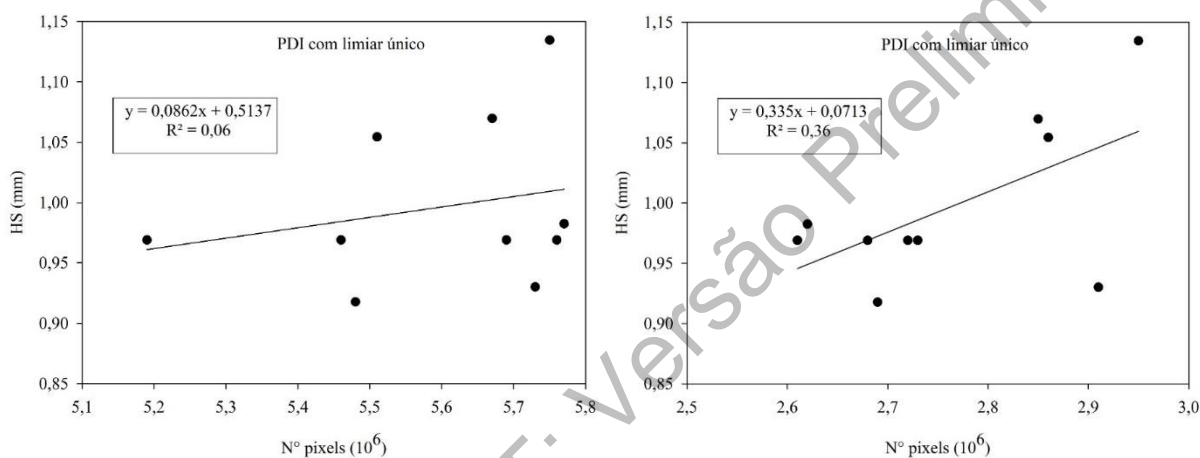 1,15
PDI com limiar único
1,10
y = 0,0862x + 0,5137
R² = 0,06
1,05
HS (mm)
1,00
0,95
0,90
0,85
5,1 5,2 5,3 5,4 5,5 5,6 5,7 5,8
N° pixels (10⁶)
1,15
PDI com limiar único
1,10
y = 0,335x + 0,0713
R² = 0,36
1,05
HS (mm)
1,00
0,95
0,90
0,85
2,5 2,6 2,7 2,8 2,9 3,0
N° pixels (10⁶)
Versão Prelimi